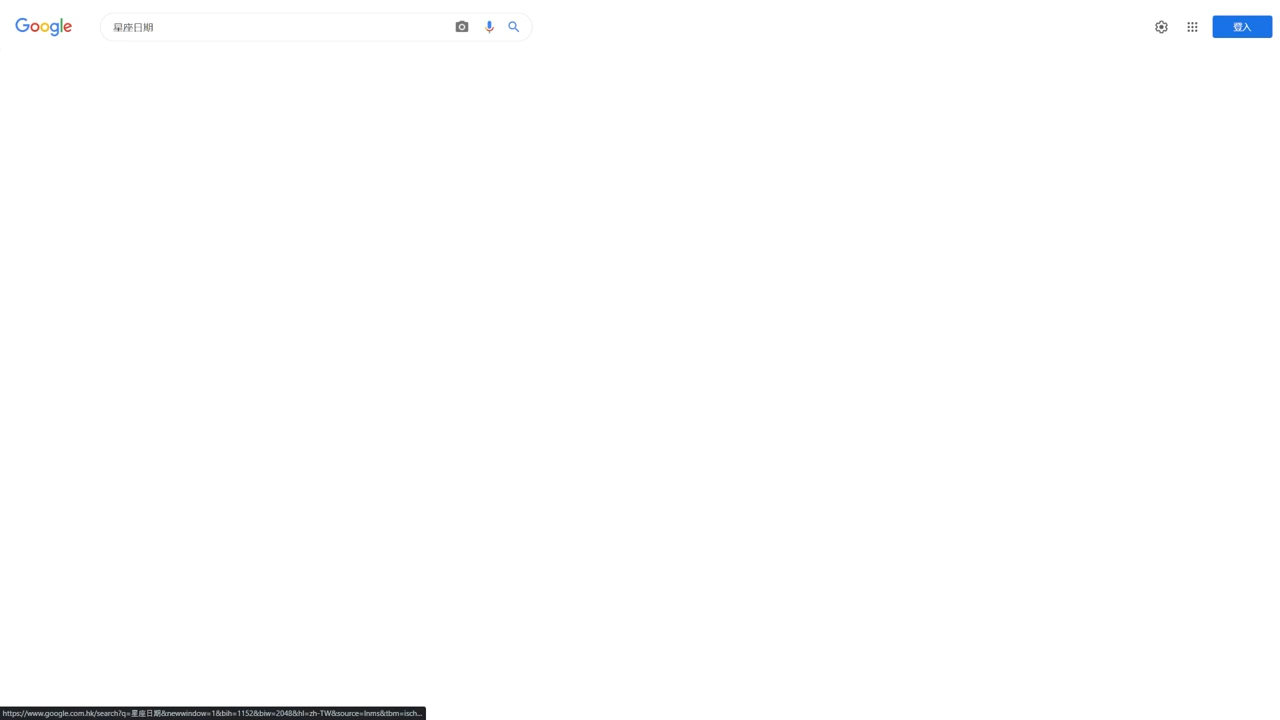 Google
星座日期
登入
https://www.google.com.hk/search?q=星座日期&newwindow=1&bih=1152&biw=2048&hl=zh-TW&source=lnms&tbm=isch...